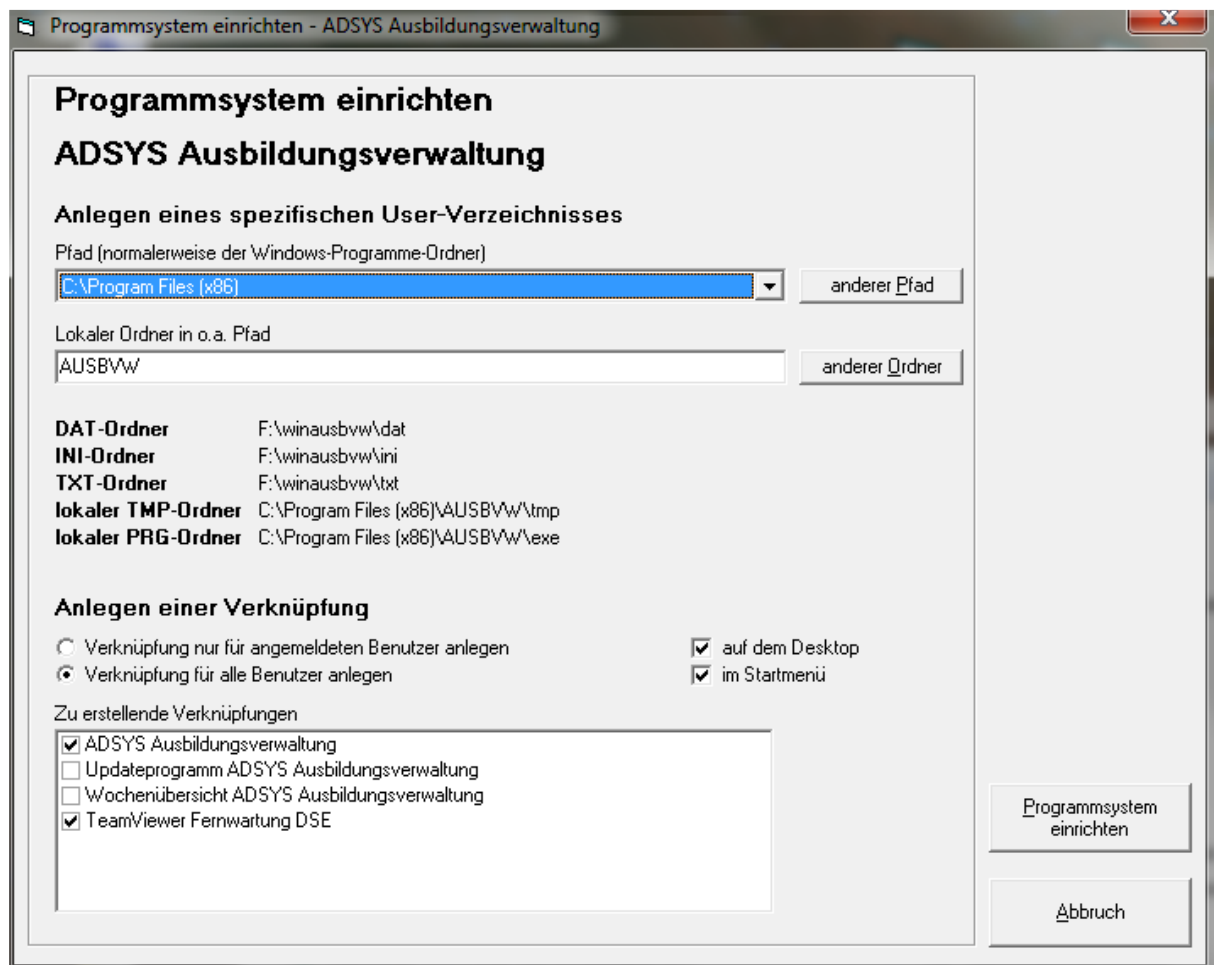 Programmsystem einrichten - ADSYS Ausbildungsverwaltung
X
Programmsystem einrichten
ADSYS Ausbildungsverwaltung
Anlegen eines spezifischen User-Verzeichnisses
Pfad (normalerweise der Windows-Programme-Ordner)
C:\Program Files (x86)
anderer Pfad
Lokaler Ordner in o.a. Pfad
AUSBVW
anderer Ordner
DAT-Ordner F:\winausbvw\dat
INI-Ordner F:\winausbvw\ini
TXT-Ordner F:\winausbvw\txt
lokaler TMP-Ordner C:\Program Files (x86)\AUSBVW\tmp
lokaler PRG-Ordner C:\Program Files (x86)\AUSBVW\exe
Anlegen einer Verknüpfung
Verknüpfung nur für angemeldeten Benutzer anlegen
auf dem Desktop
Verknüpfung für alle Benutzer anlegen
im Startmenü
Zu erstellende Verknüpfungen
ADSYS Ausbildungsverwaltung
Updateprogramm ADSYS Ausbildungsverwaltung
Wochenübersicht ADSYS Ausbildungsverwaltung
TeamViewer Fernwartung DSE
Programmsystem
einrichten
Abbruch